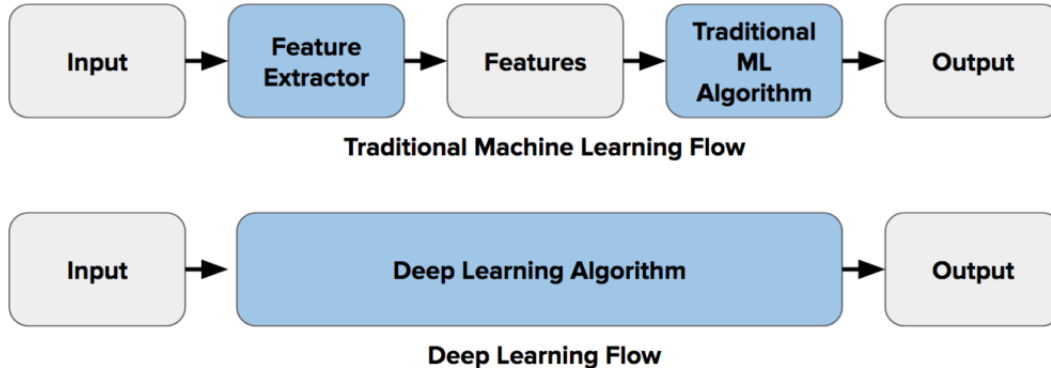 Input
Feature
Extractor
Features
Traditional
ML
Algorithm
Output
Traditional Machine Learning Flow
Input
Deep Learning Algorithm
Output
Deep Learning Flow